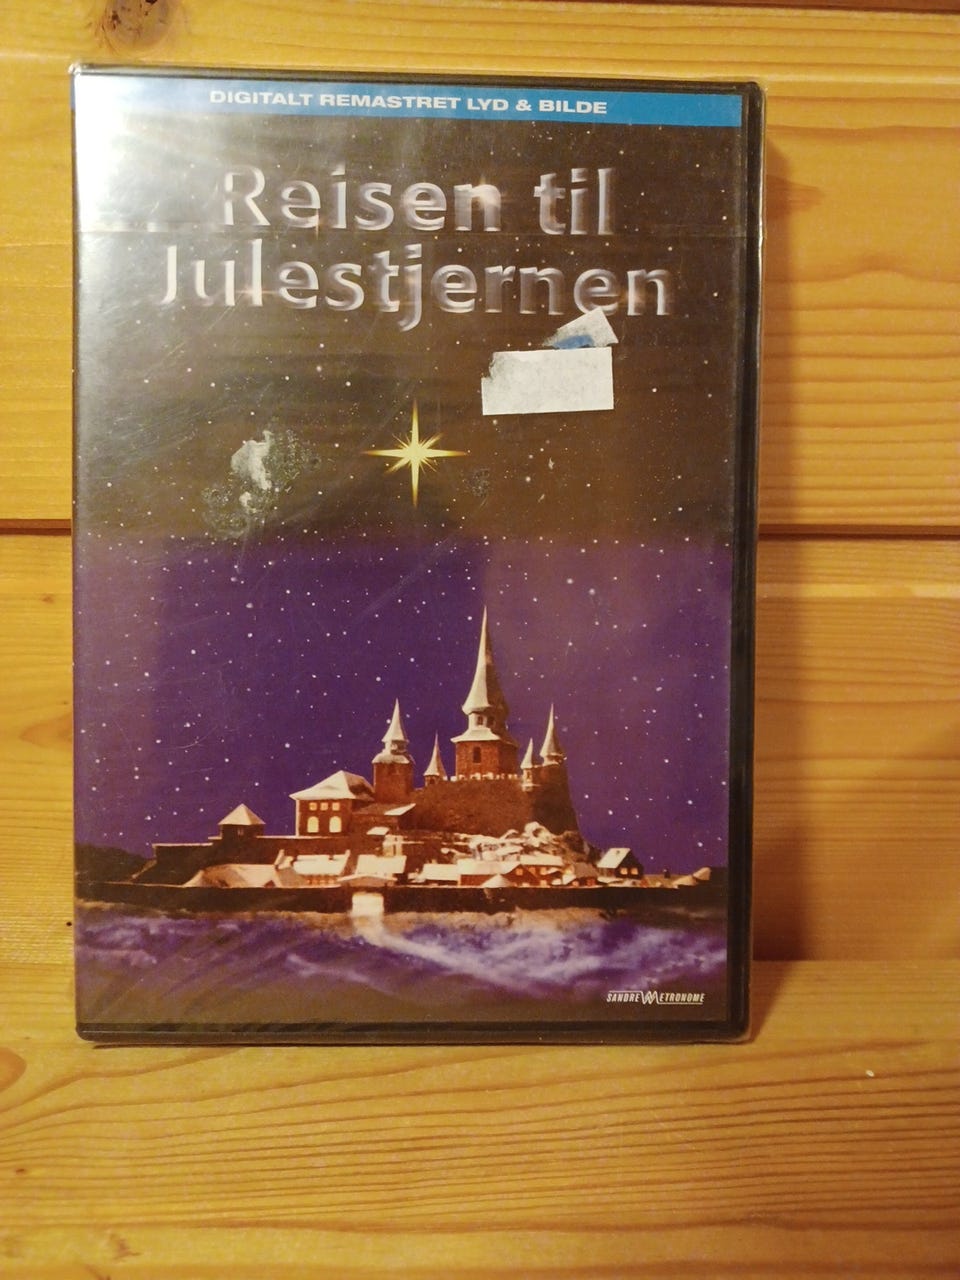 DIGITALT REMASTRET LYD & BILDE
Reisen til
Julestjernen
SANDREW METRONOME